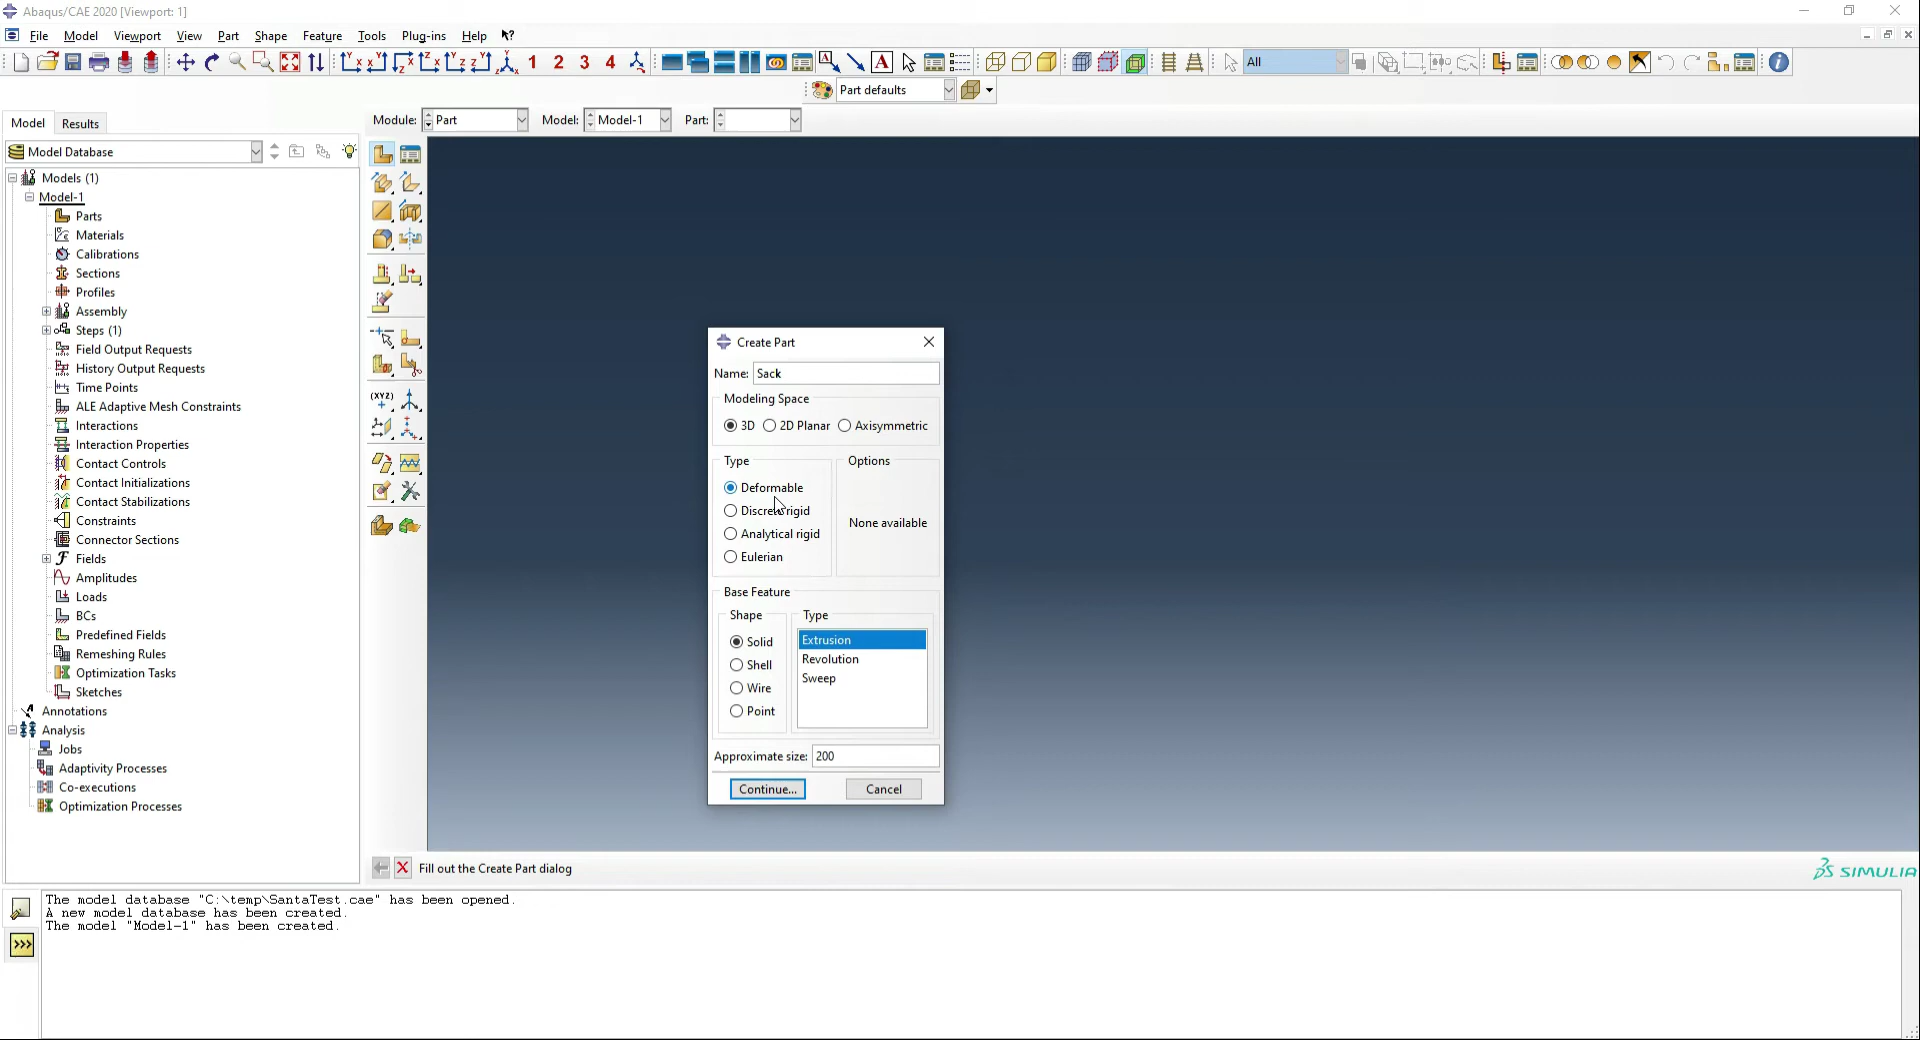 Abaqus/CAE 2020 [Viewport: 1]
File Model Viewport View Part Shape Feature Tools Plug-ins Help
1 2 3 4 All
Part defaults
Model Results
Module: Part Model: Model-1 Part:
Model Database
Models (1)
Model-1
Parts
Materials
Calibrations
Sections
Profiles
Assembly
Steps (1)
Field Output Requests
History Output Requests
Time Points
ALE Adaptive Mesh Constraints
Interactions
Interaction Properties
Contact Controls
Contact Initializations
Contact Stabilizations
Constraints
Connector Sections
Fields
Amplitudes
Loads
BCs
Predefined Fields
Remeshing Rules
Optimization Tasks
Sketches
Annotations
Analysis
Jobs
Adaptivity Processes
Co-executions
Optimization Processes
(XYZ)
Create Part
Name: Sack
Modeling Space
3D 2D Planar Axisymmetric
Type Options
Deformable
Discrete rigid
Analytical rigid
Eulerian
None available
Base Feature
Shape Type
Solid
Shell
Wire
Point
Extrusion
Revolution
Sweep
Approximate size: 200
Continue... Cancel
Fill out the Create Part dialog
SIMULIA
The model database "C:\temp\SantaTest.cae" has been opened.
A new model database has been created.
The model "Model-1" has been created.
>>>